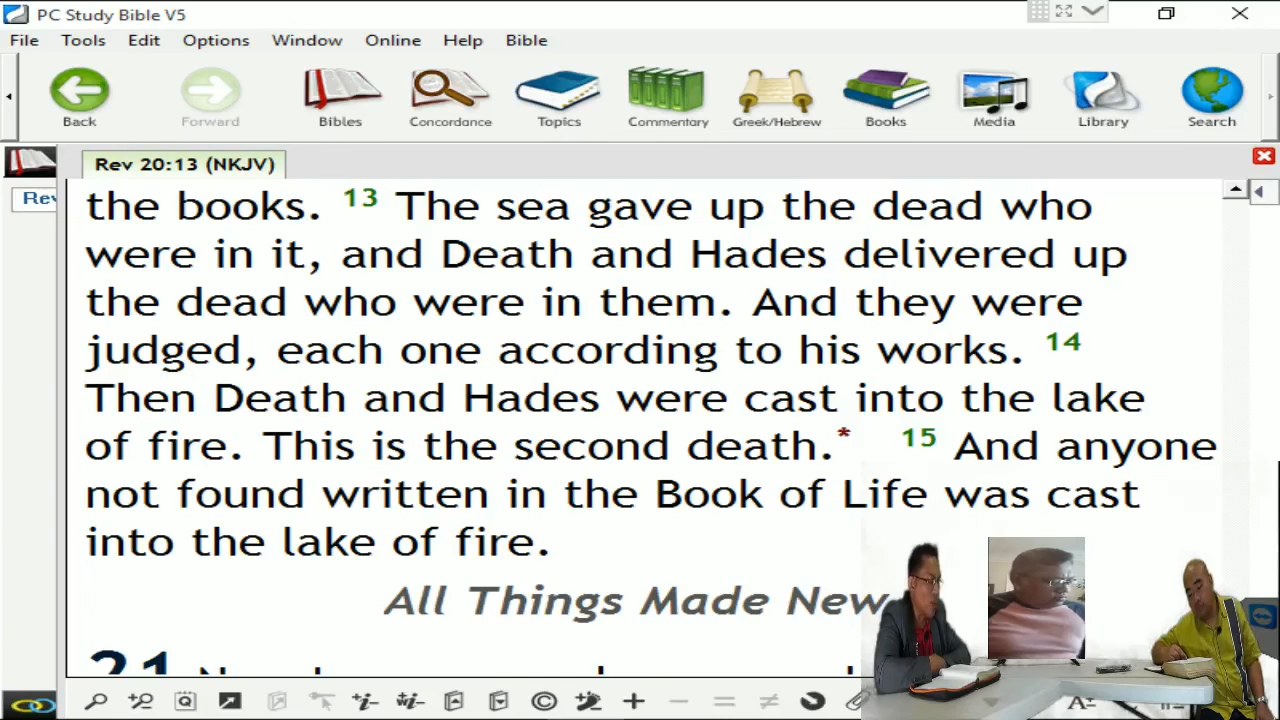 PC Study Bible V5
File Tools Edit Options Window Online Help Bible
Back Forward Bibles Concordance Topics Commentary Greek/Hebrew Books Media Library Search
Rev 20:13 (NKJV)
Rev
the books. 13 The sea gave up the dead who
were in it, and Death and Hades delivered up
the dead who were in them. And they were
judged, each one according to his works. 14
Then Death and Hades were cast into the lake
of fire. This is the second death.* 15 And anyone
not found written in the Book of Life was cast
into the lake of fire.
All Things Made New
21